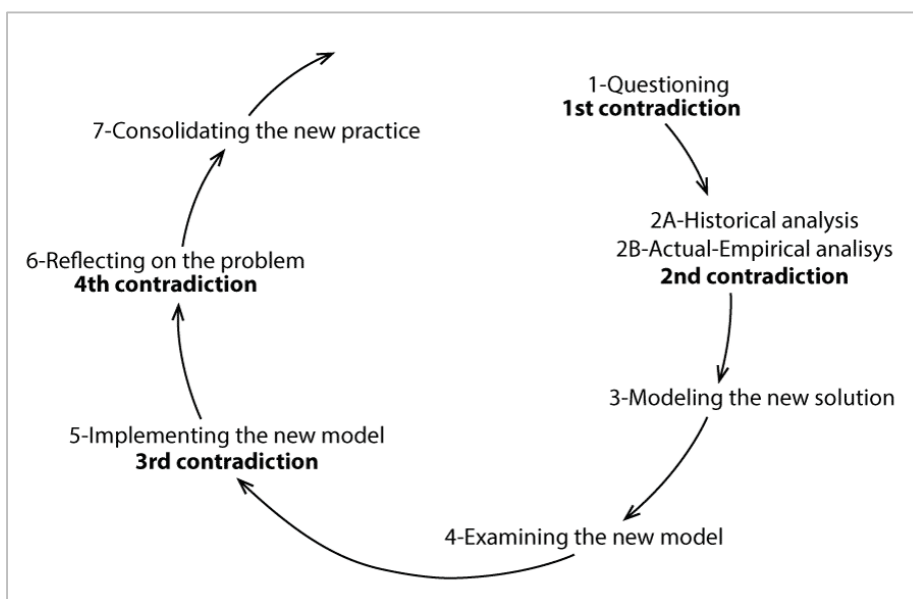 1-Questioning
1st contradiction
2A-Historical analysis
2B-Actual-Empirical analisys
2nd contradiction
3-Modeling the new solution
4-Examining the new model
5-Implementing the new model
3rd contradiction
6-Reflecting on the problem
4th contradiction
7-Consolidating the new practice